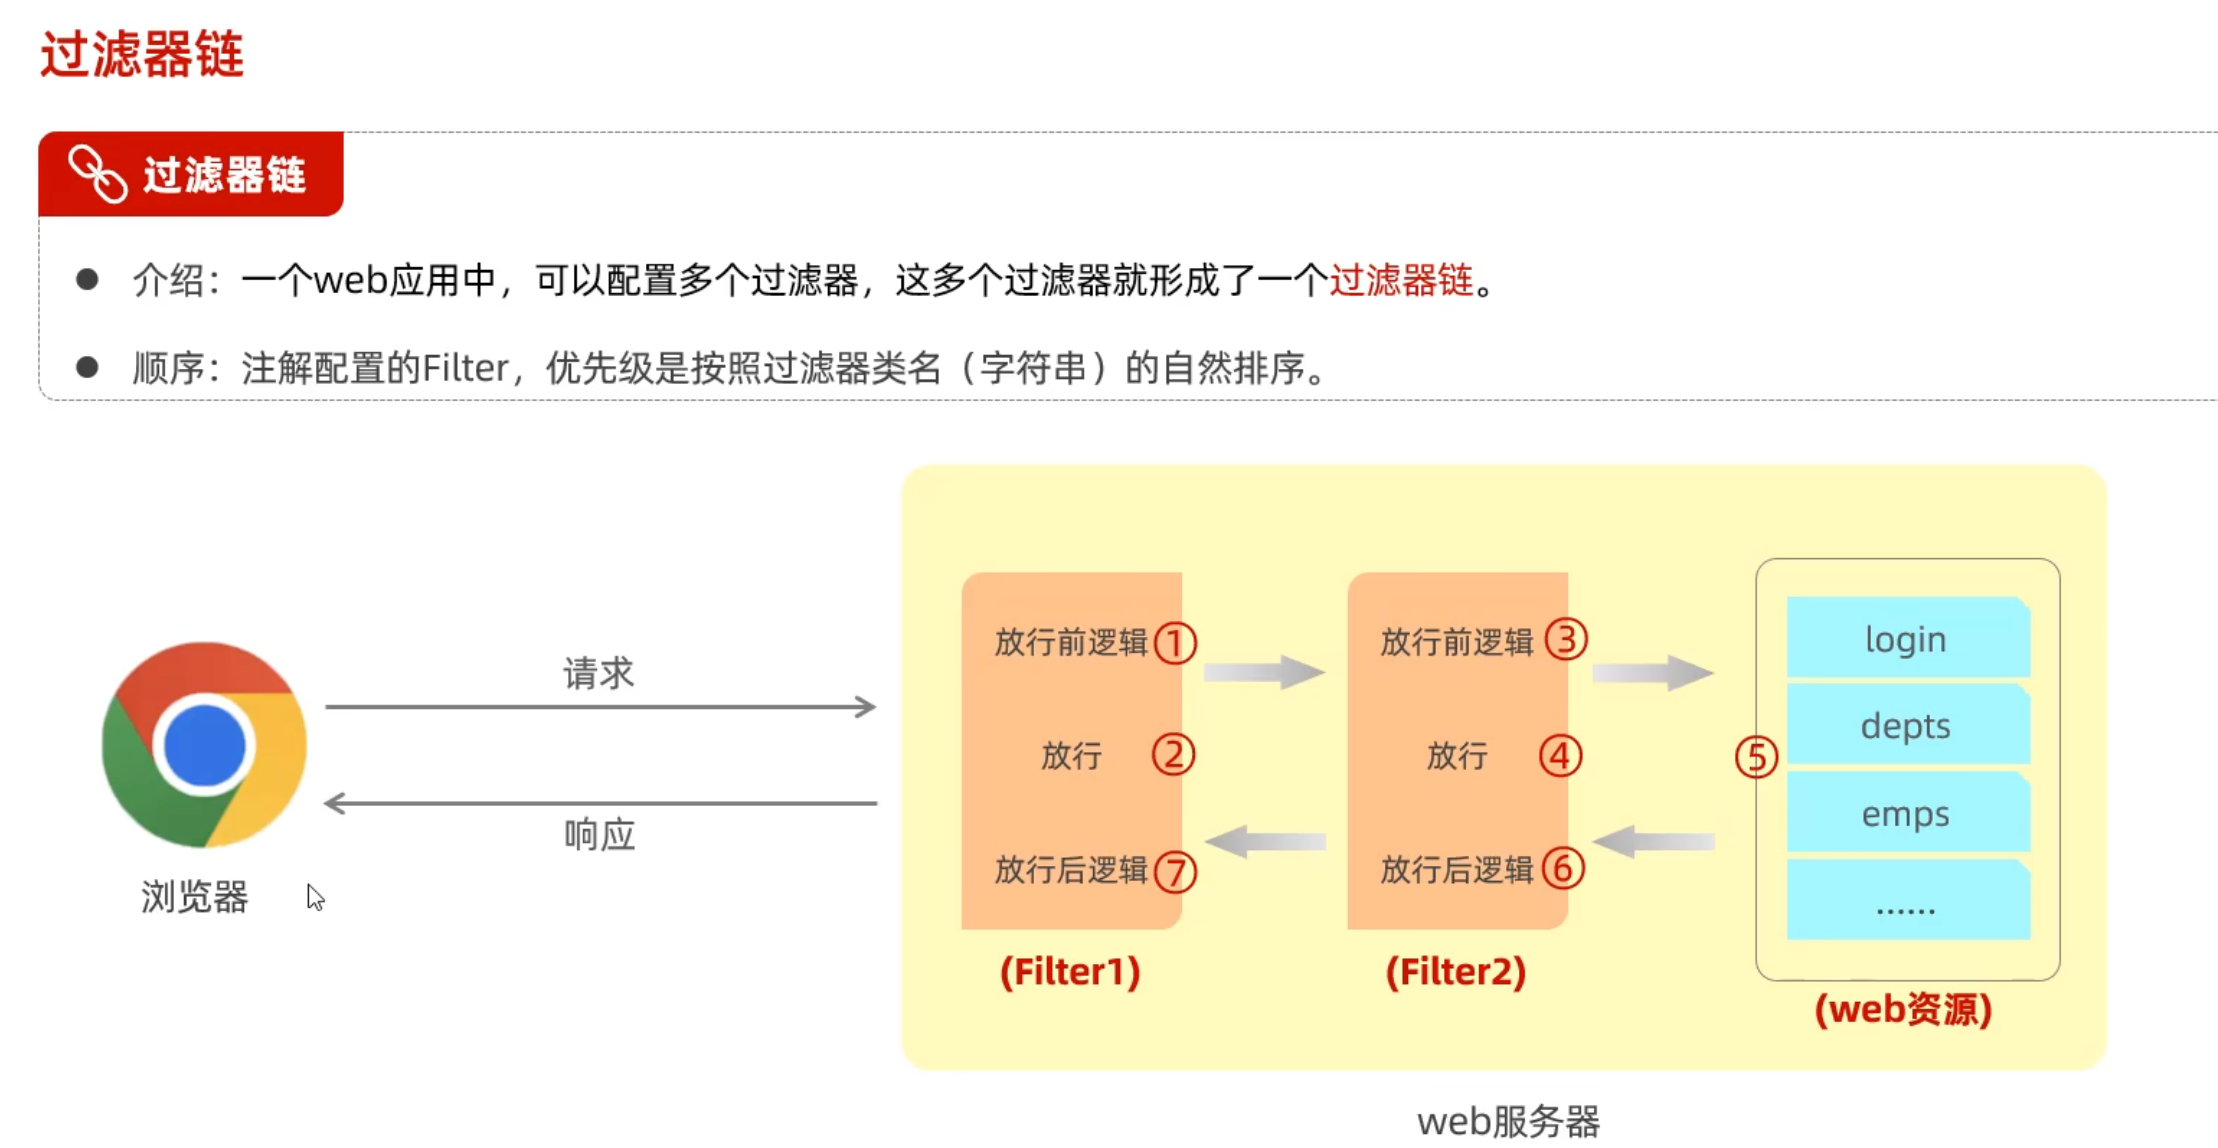 过滤器链
过滤器链
● 介绍：一个web应用中，可以配置多个过滤器，这多个过滤器就形成了一个过滤器链。
● 顺序：注解配置的Filter，优先级是按照过滤器类名（字符串）的自然排序。
请求
响应
浏览器
放行前逻辑①
放行 ②
放行后逻辑⑦
(Filter1)
放行前逻辑③
放行 ④
放行后逻辑⑥
(Filter2)
⑤
login
depts
emps
......
(web资源)
web服务器